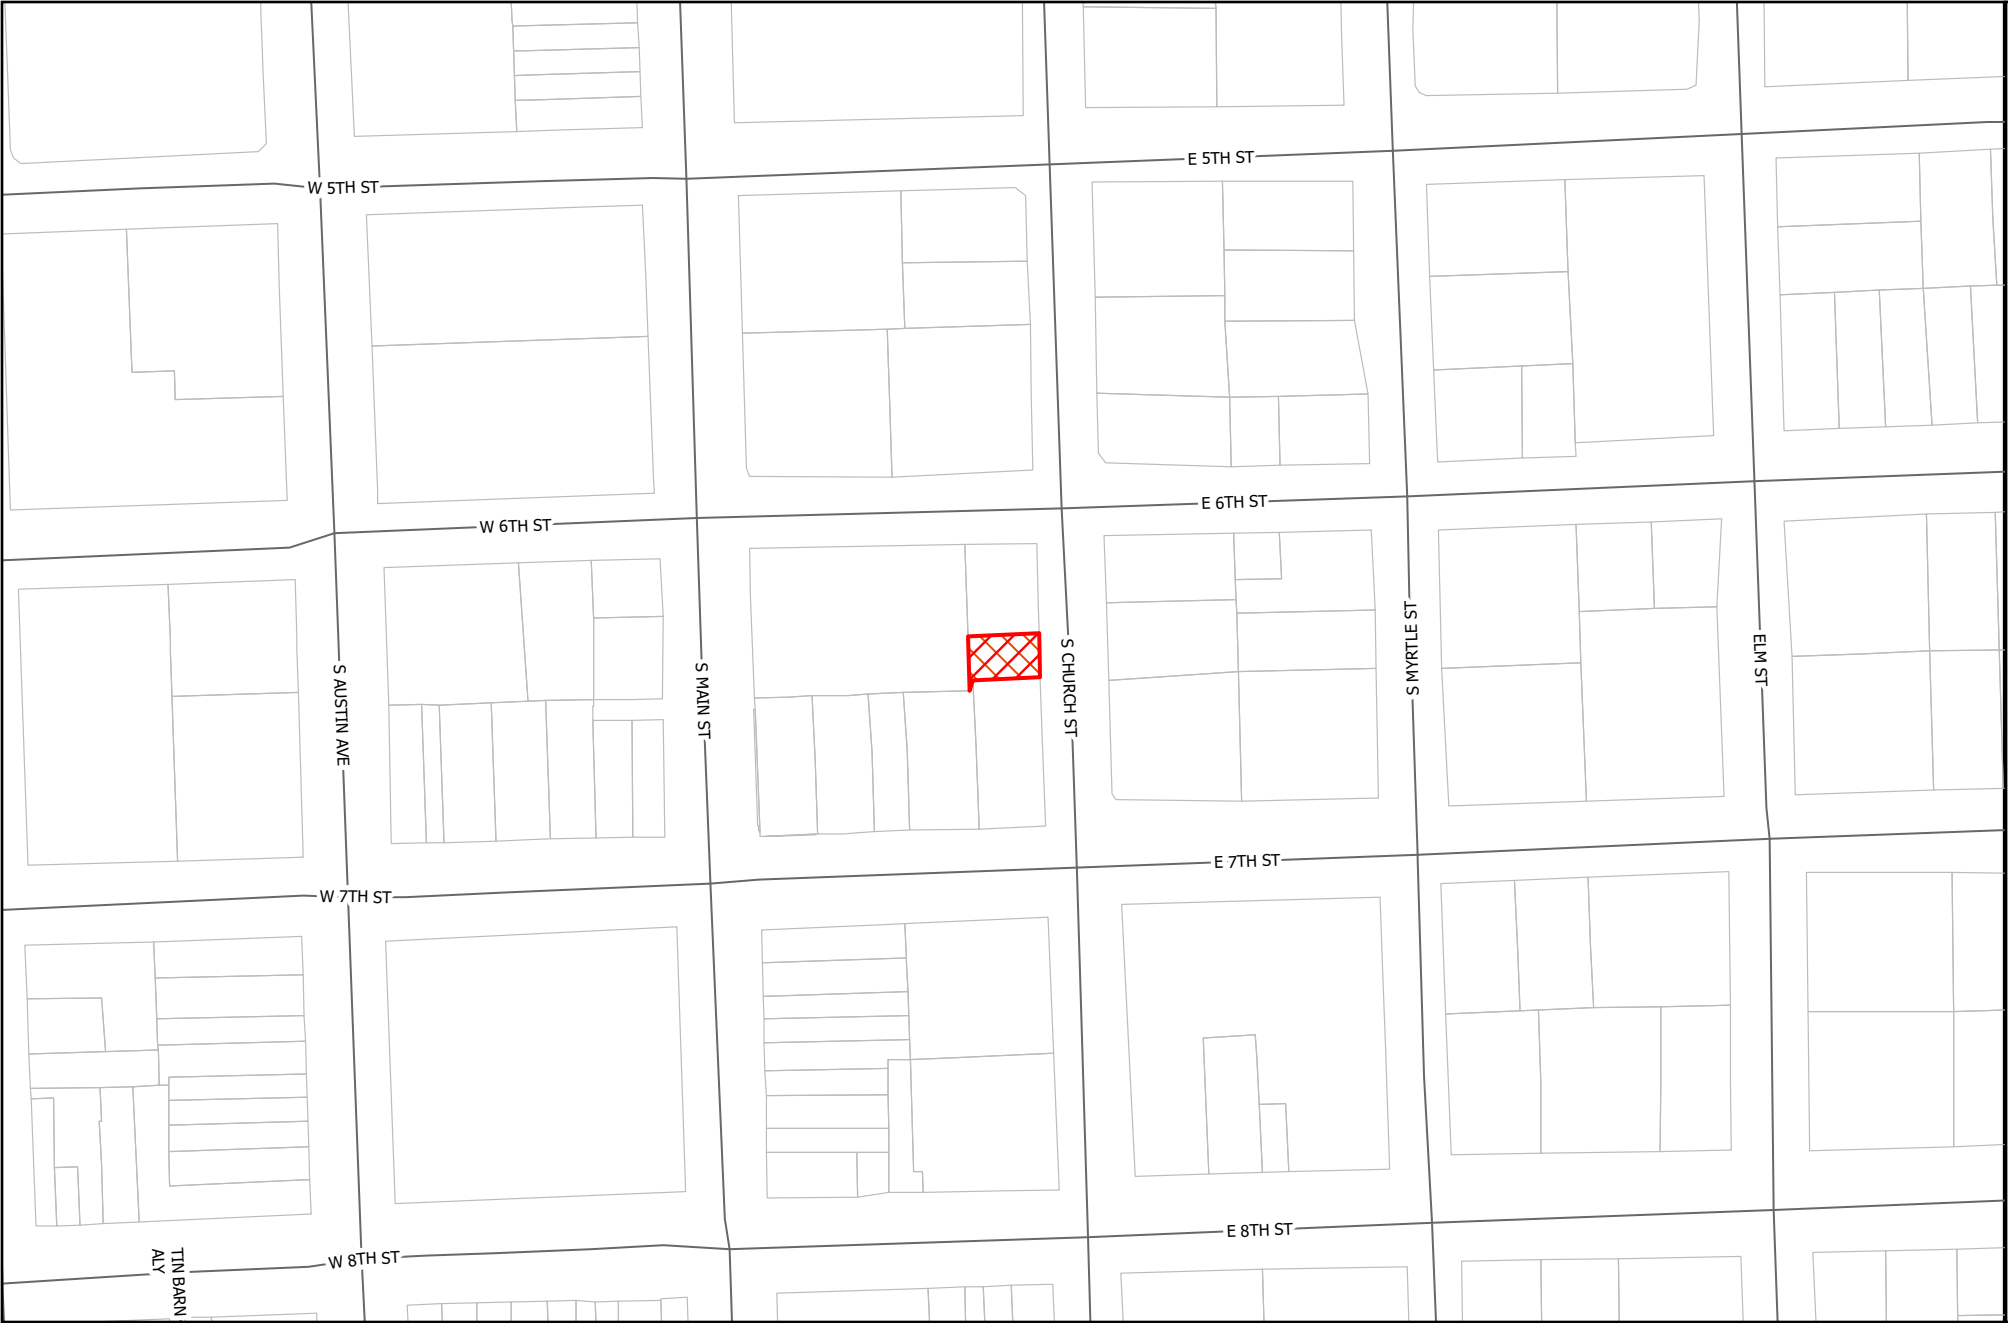 E 5TH ST
W 5TH ST
E 6TH ST
W 6TH ST
S AUSTIN AVE
S MAIN ST
S CHURCH ST
S MYRTLE ST
ELM ST
E 7TH ST
W 7TH ST
E 8TH ST
W 8TH ST
TIN BARN
ALY